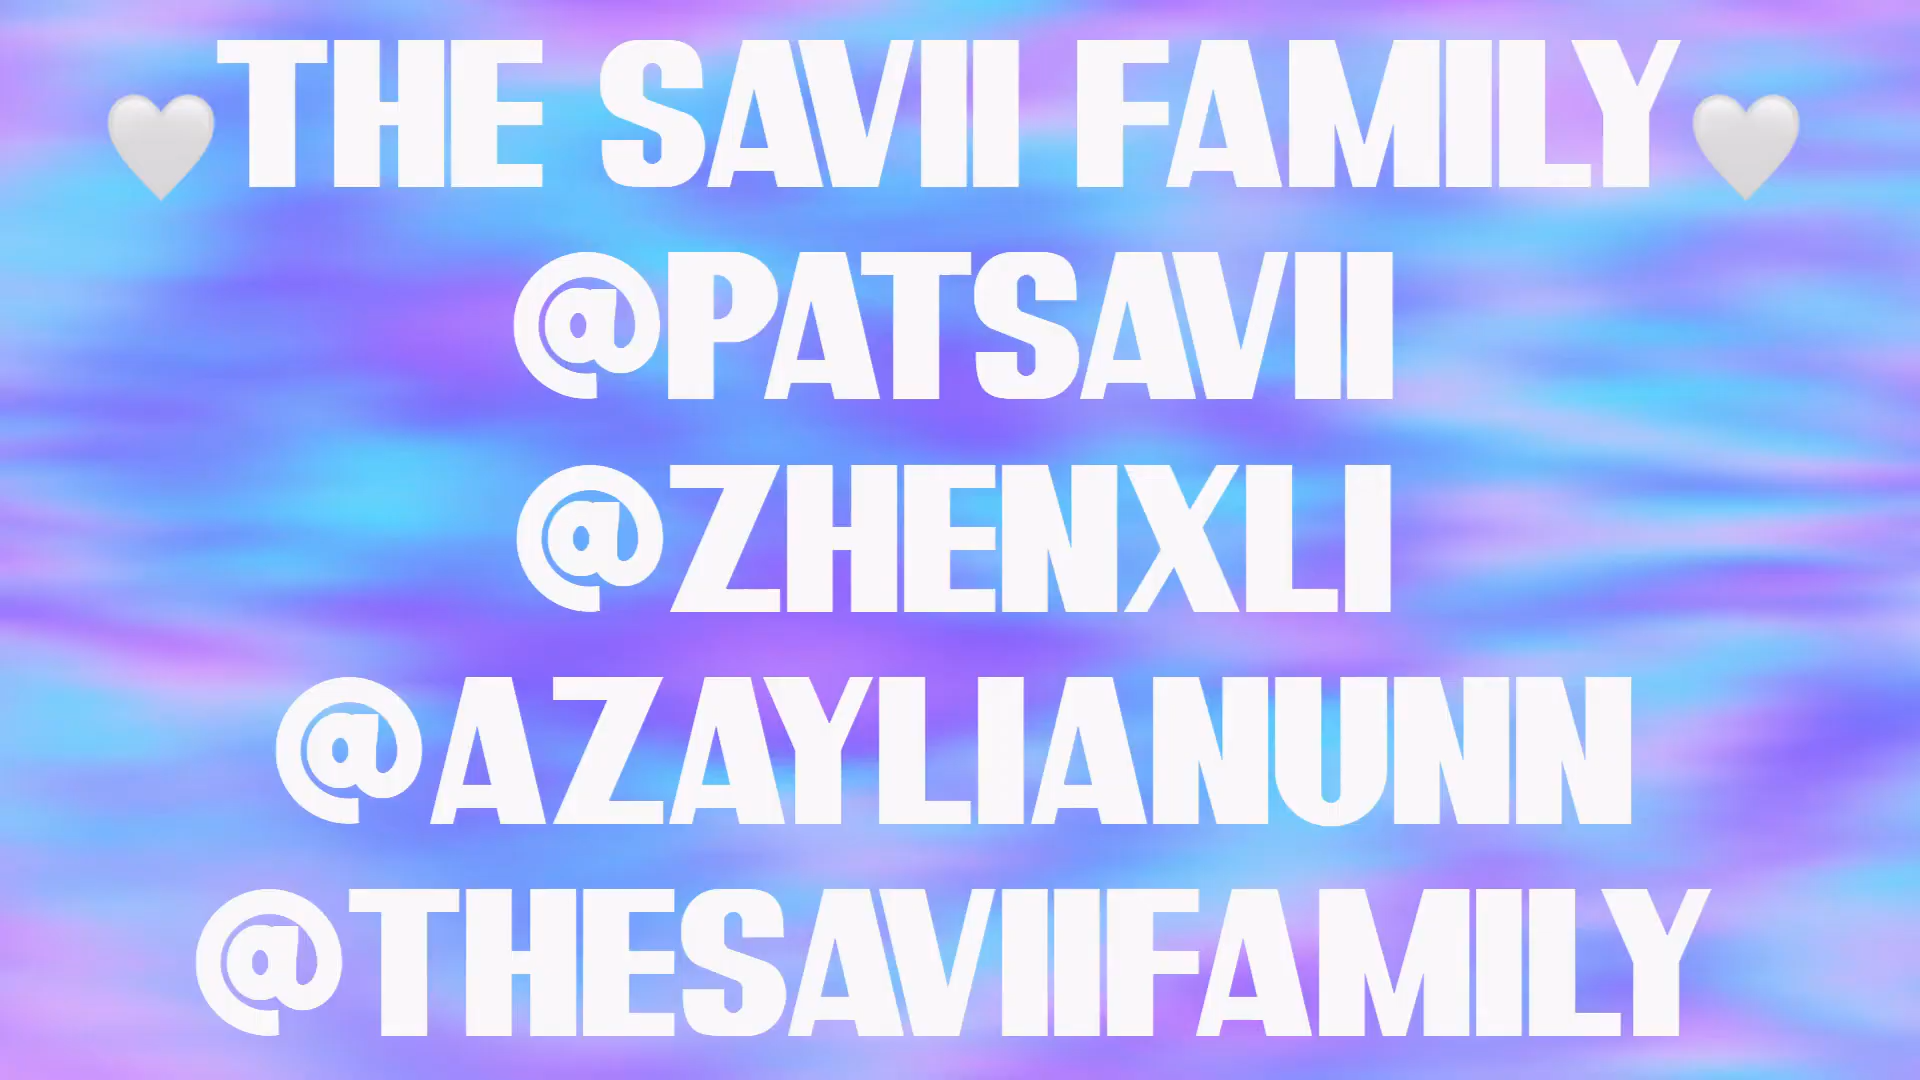 🤍THE SAVII FAMILY🤍
@PATSAVII
@ZHENXLI
@AZAYLIANUNN
@THESAVIIFAMILY